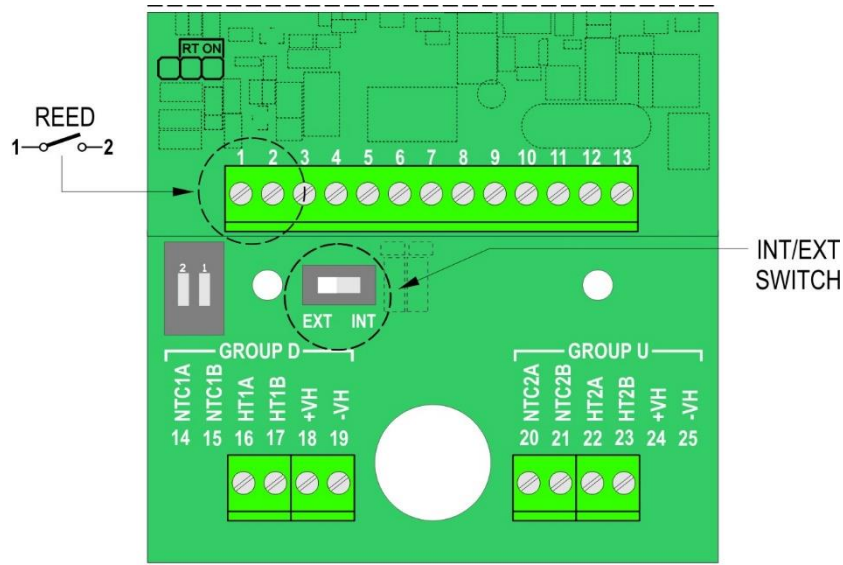 RT ON
REED
1 2
1 2 3 4 5 6 7 8 9 10 11 12 13
INT/EXT
SWITCH
2 1
EXT INT
GROUP D
NTC1A NTC1B HT1A HT1B +VH -VH
14 15 16 17 18 19
GROUP U
NTC2A NTC2B HT2A HT2B +VH -VH
20 21 22 23 24 25